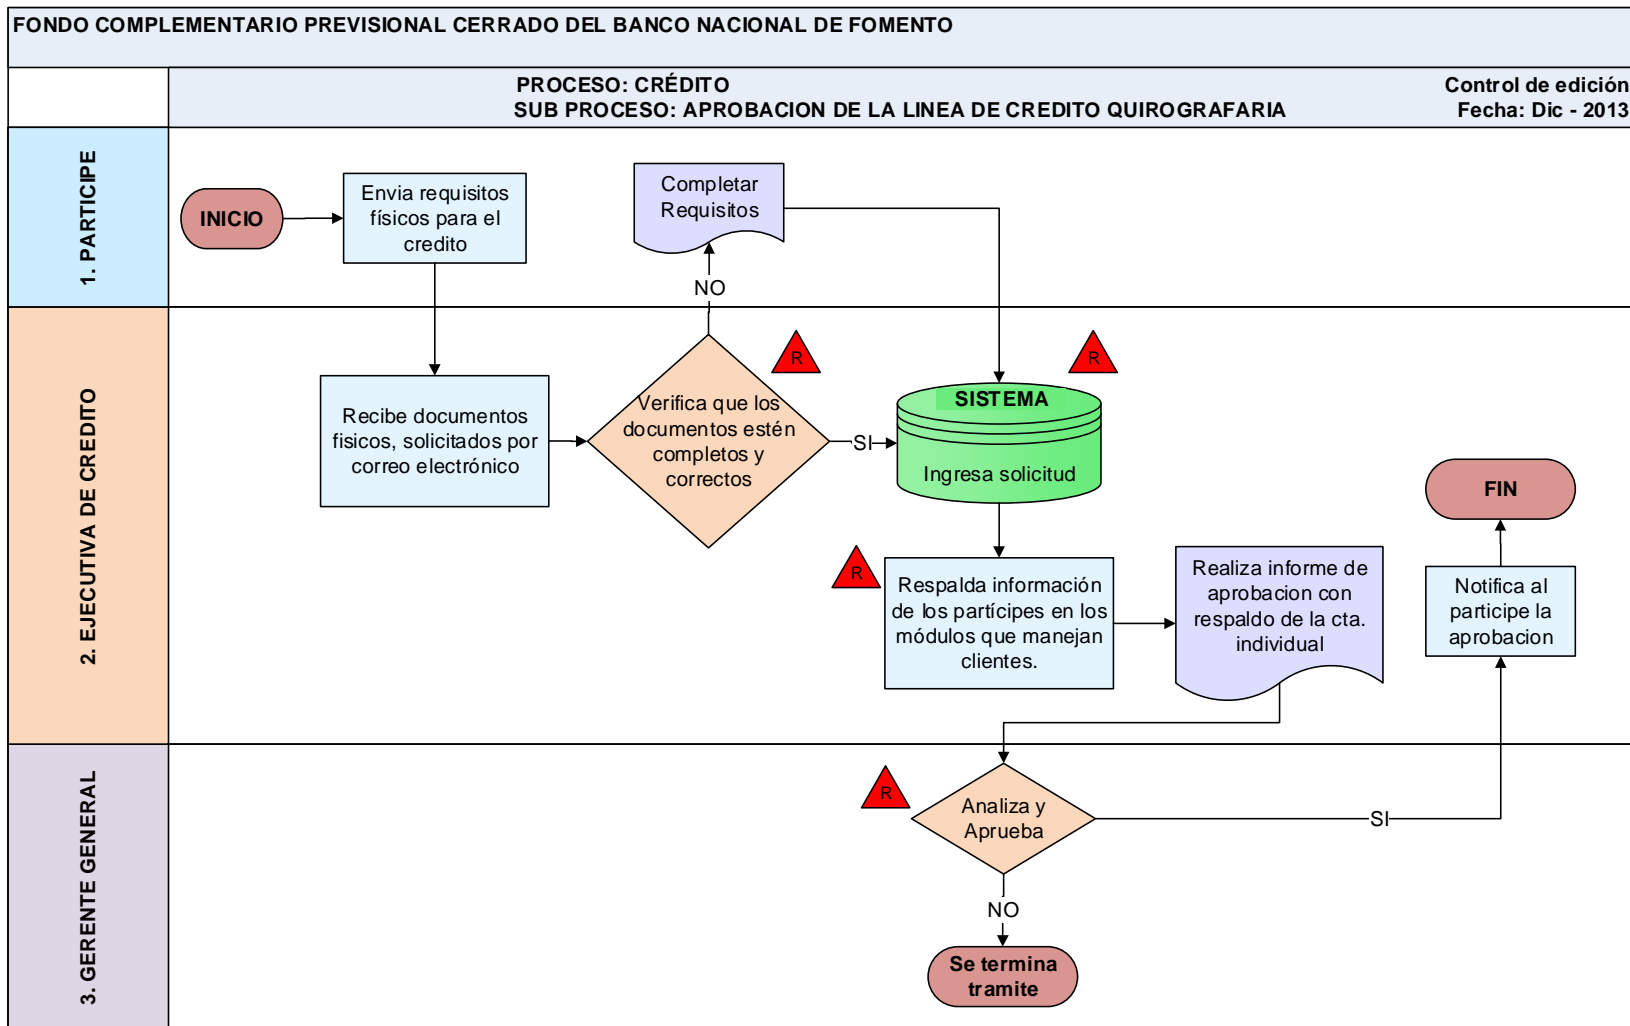 FONDO COMPLEMENTARIO PREVISIONAL CERRADO DEL BANCO NACIONAL DE FOMENTO
PROCESO: CRÉDITO
SUB PROCESO: APROBACION DE LA LINEA DE CREDITO QUIROGRAFARIA
Control de edición
Fecha: Dic - 2013
1. PARTICIPE
INICIO
Envia requisitos
físicos para el
credito
Completar
Requisitos
NO
2. EJECUTIVA DE CREDITO
Recibe documentos
fisicos, solicitados por
correo electrónico
Verifica que los
documentos estén
completos y
correctos
R
SI
R
SISTEMA
Ingresa solicitud
R
Respalda información
de los partícipes en los
módulos que manejan
clientes.
Realiza informe de
aprobacion con
respaldo de la cta.
individual
Notifica al
participe la
aprobacion
FIN
3. GERENTE GENERAL
R
Analiza y
Aprueba
SI
NO
Se termina
tramite